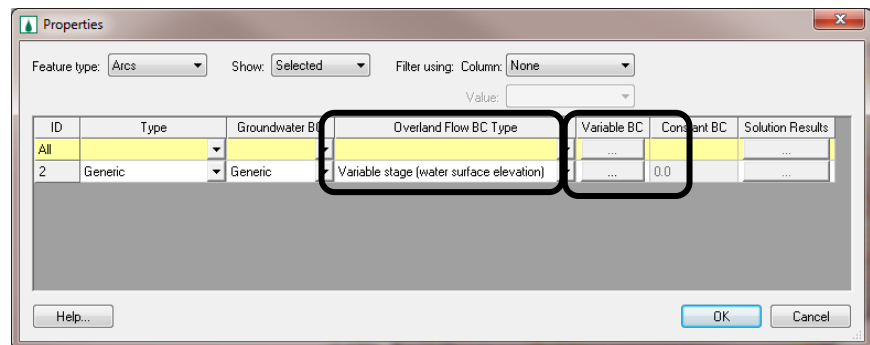 Properties
Feature type: Arcs Show: Selected Filter using: Column: None
Value:
ID Type Groundwater BC Overland Flow BC Type Variable BC Constant BC Solution Results
All ... ...
2 Generic Generic Variable stage (water surface elevation) ... 0.0 ...
Help... OK Cancel